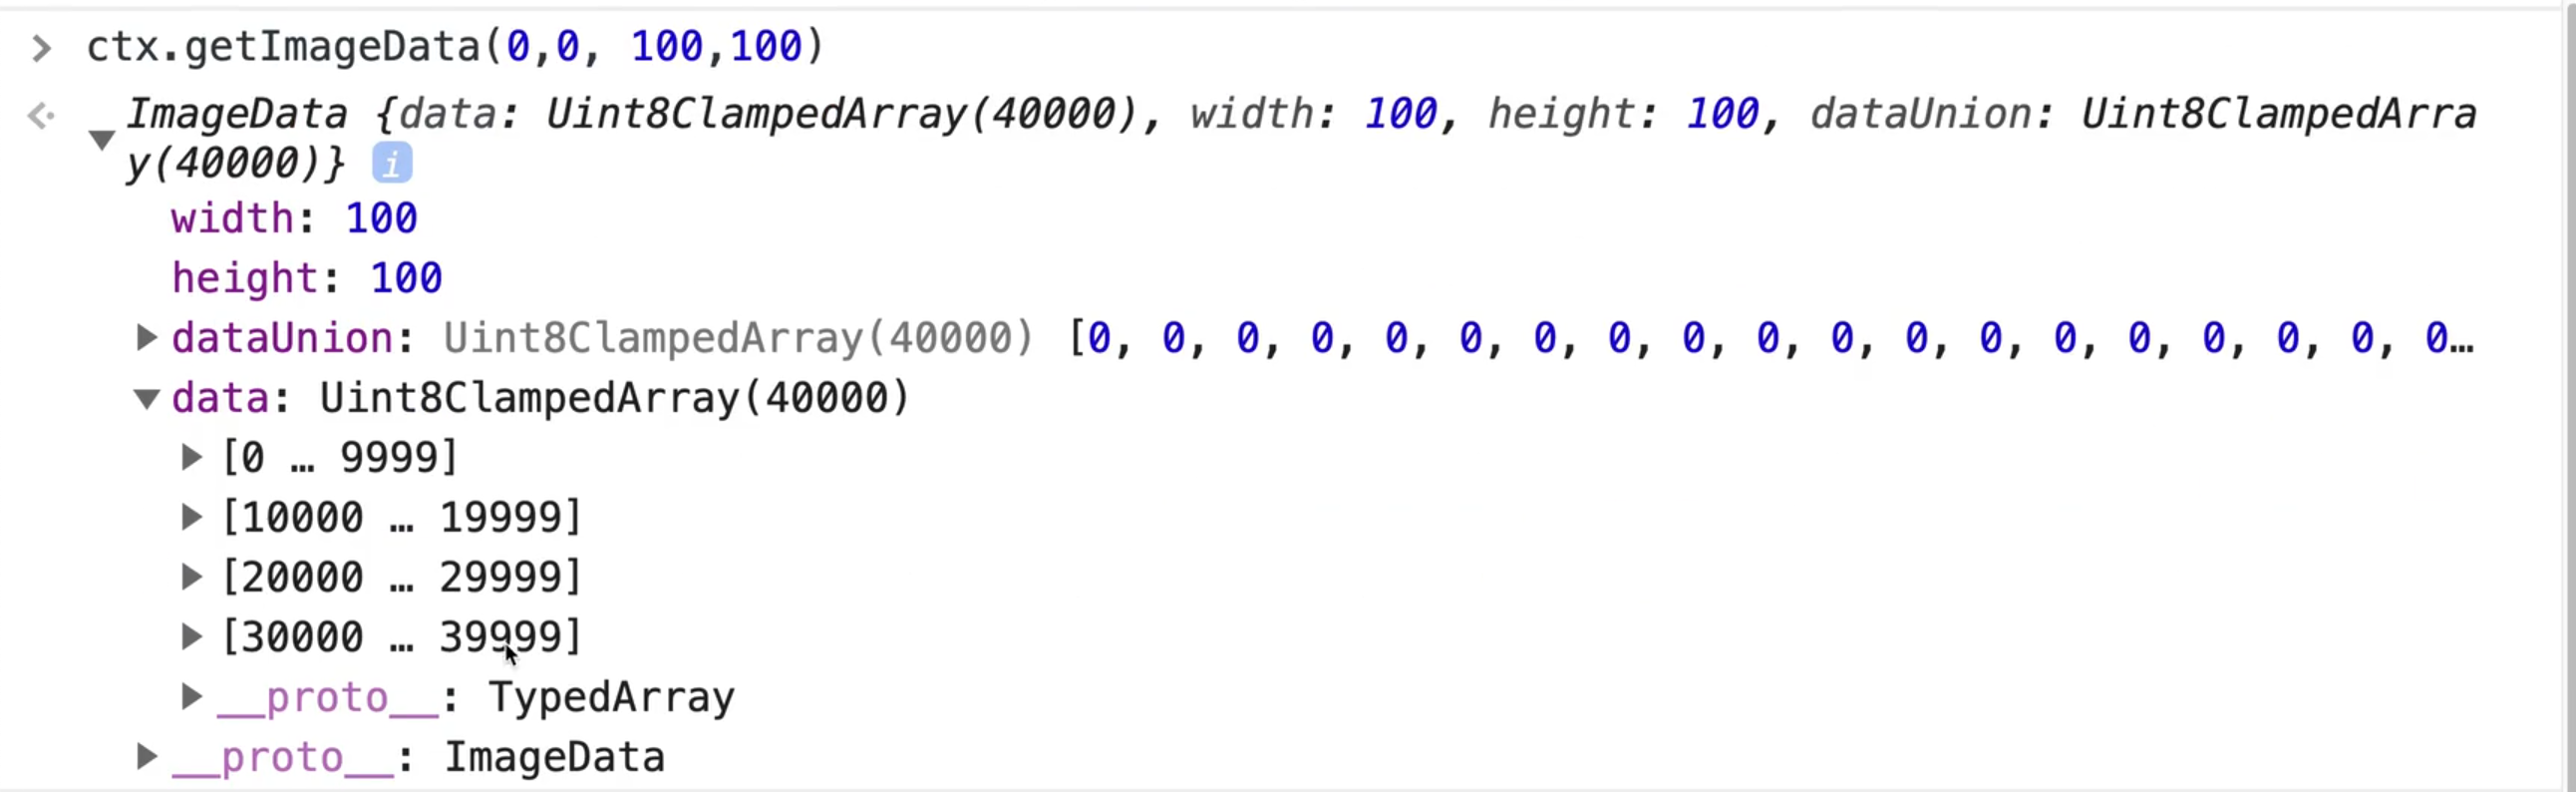 > ctx.getImageData(0,0, 100,100)
ImageData {data: Uint8ClampedArray(40000), width: 100, height: 100, dataUnion: Uint8ClampedArra
y(40000)} i
width: 100
height: 100
dataUnion: Uint8ClampedArray(40000) [0, 0, 0, 0, 0, 0, 0, 0, 0, 0, 0, 0, 0, 0, 0, 0, 0, 0, 0…
data: Uint8ClampedArray(40000)
[0 … 9999]
[10000 … 19999]
[20000 … 29999]
[30000 … 39999]
__proto__: TypedArray
__proto__: ImageData